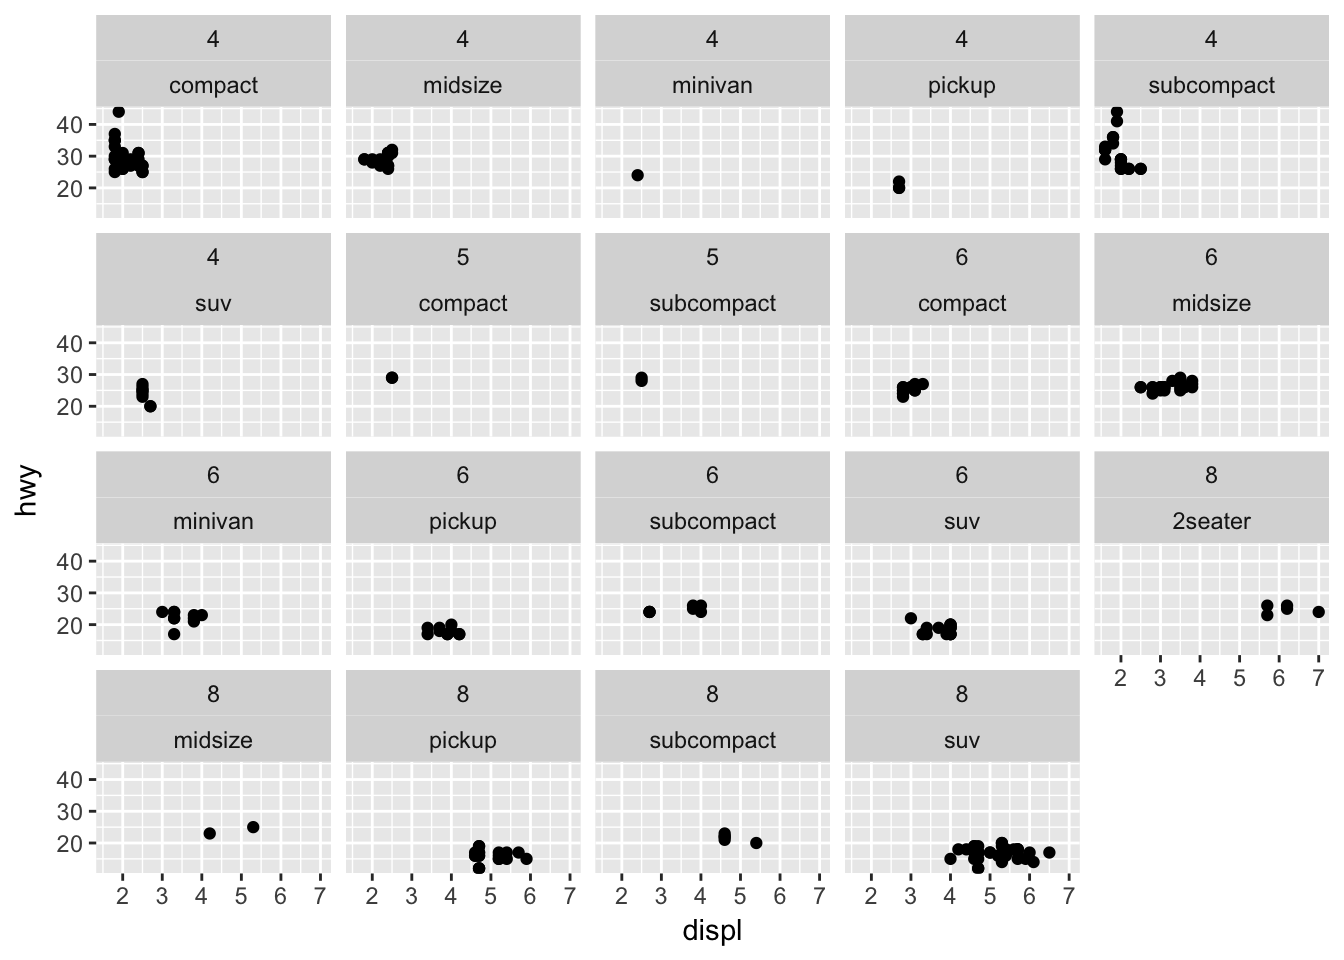 4 4 4 4 4
compact midsize minivan pickup subcompact
40
30
20
4 5 5 6 6
suv compact subcompact compact midsize
40
30
20
6 6 6 6 8
minivan pickup subcompact suv 2seater
40
30
20
2 3 4 5 6 7
8 8 8 8
midsize pickup subcompact suv
40
30
20
2 3 4 5 6 7 2 3 4 5 6 7 2 3 4 5 6 7 2 3 4 5 6 7
displ
hwy